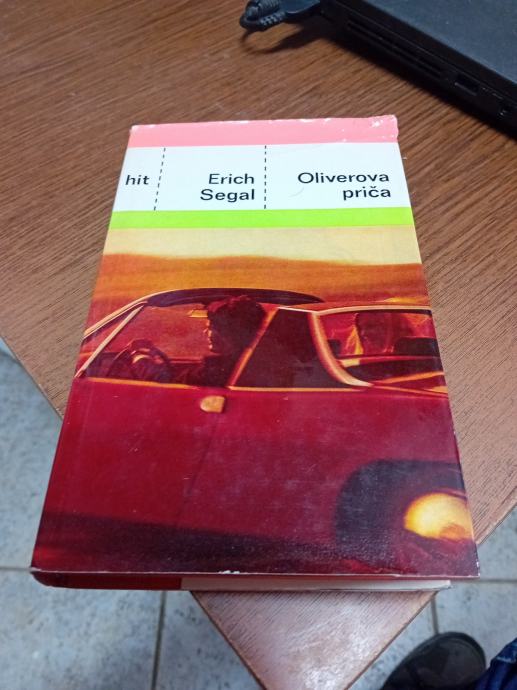 hit
Erich
Segal
Oliverova
priča